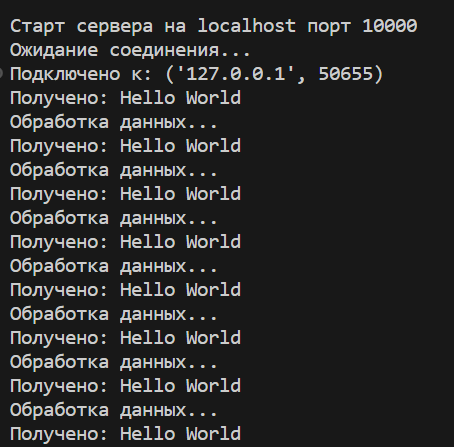 Старт сервера на localhost порт 10000
Ожидание соединения...
Подключено к: ('127.0.0.1', 50655)
Получено: Hello World
Обработка данных...
Получено: Hello World
Обработка данных...
Получено: Hello World
Обработка данных...
Получено: Hello World
Обработка данных...
Получено: Hello World
Обработка данных...
Получено: Hello World
Обработка данных...
Получено: Hello World
Обработка данных...
Получено: Hello World